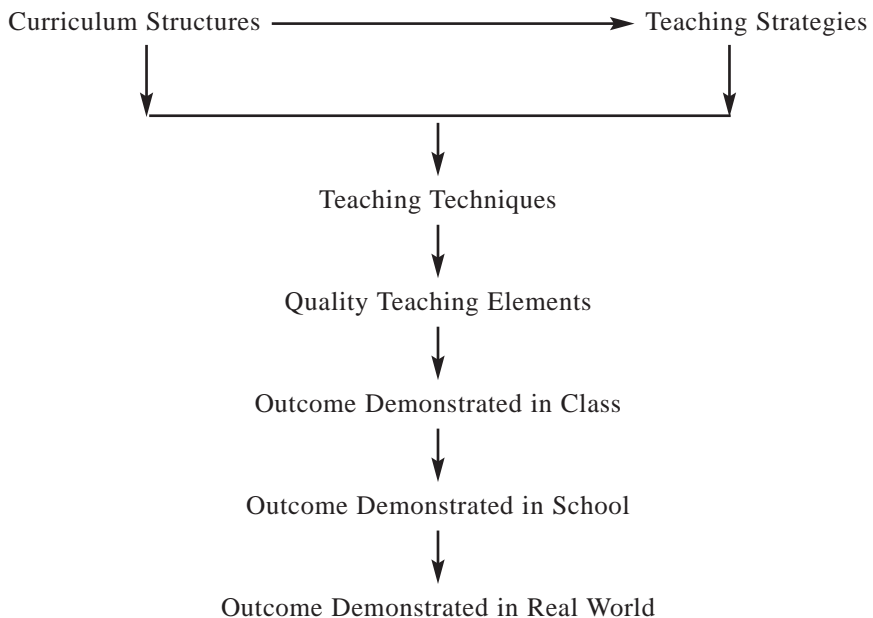 Curriculum Structures
Teaching Strategies
Teaching Techniques
Quality Teaching Elements
Outcome Demonstrated in Class
Outcome Demonstrated in School
Outcome Demonstrated in Real World